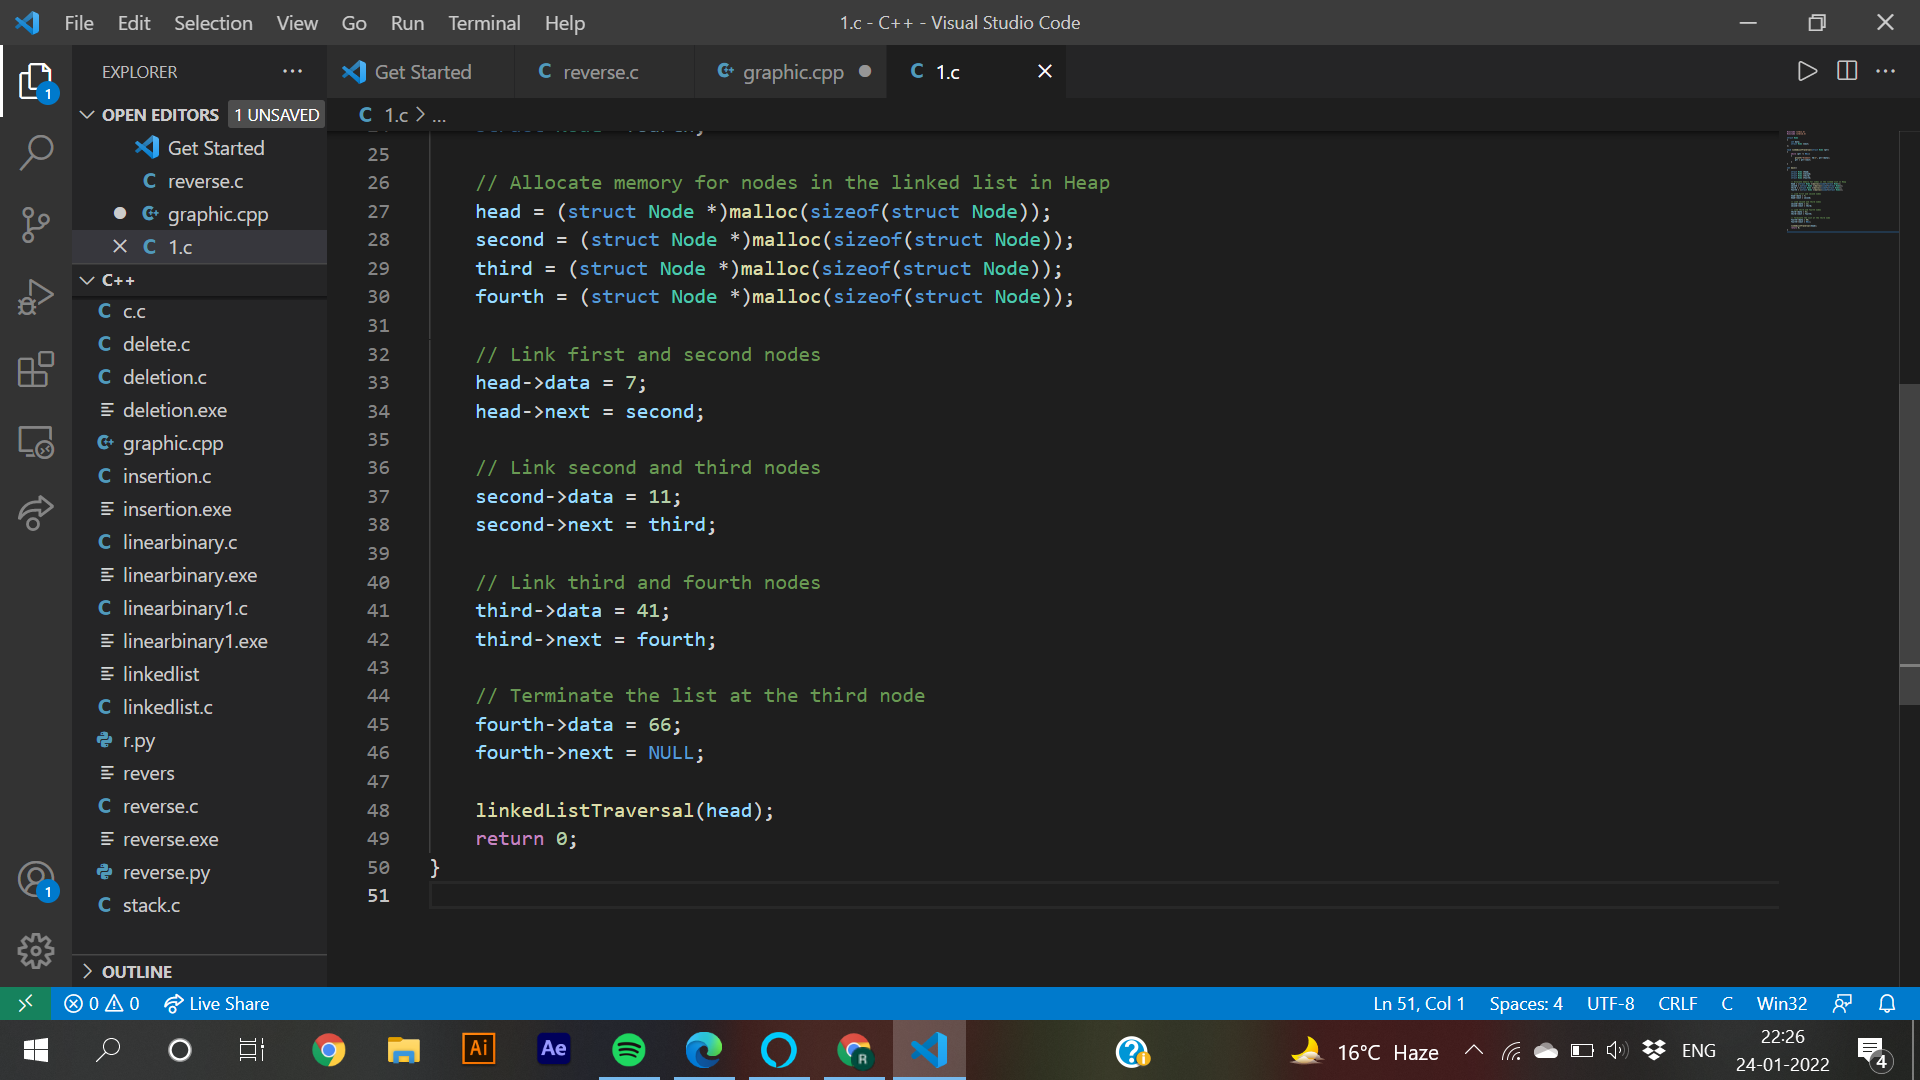 File Edit Selection View Go Run Terminal Help
1.c - C++ - Visual Studio Code
EXPLORER
Get Started
reverse.c
graphic.cpp
1.c
OPEN EDITORS
1 UNSAVED
Get Started
reverse.c
graphic.cpp
1.c
C++
c.c
delete.c
deletion.c
deletion.exe
graphic.cpp
insertion.c
insertion.exe
linearbinary.c
linearbinary.exe
linearbinary1.c
linearbinary1.exe
linkedlist
linkedlist.c
r.py
revers
reverse.c
reverse.exe
reverse.py
stack.c
OUTLINE
1
1
1.c > ...
25
26 // Allocate memory for nodes in the linked list in Heap
27 head = (struct Node *)malloc(sizeof(struct Node));
28 second = (struct Node *)malloc(sizeof(struct Node));
29 third = (struct Node *)malloc(sizeof(struct Node));
30 fourth = (struct Node *)malloc(sizeof(struct Node));
31
32 // Link first and second nodes
33 head->data = 7;
34 head->next = second;
35
36 // Link second and third nodes
37 second->data = 11;
38 second->next = third;
39
40 // Link third and fourth nodes
41 third->data = 41;
42 third->next = fourth;
43
44 // Terminate the list at the third node
45 fourth->data = 66;
46 fourth->next = NULL;
47
48 linkedListTraversal(head);
49 return 0;
50 }
51
0 0 Live Share
Ln 51, Col 1 Spaces: 4 UTF-8 CRLF C Win32
Ai
Ae
R
16°C Haze
ENG
22:26
24-01-2022
4